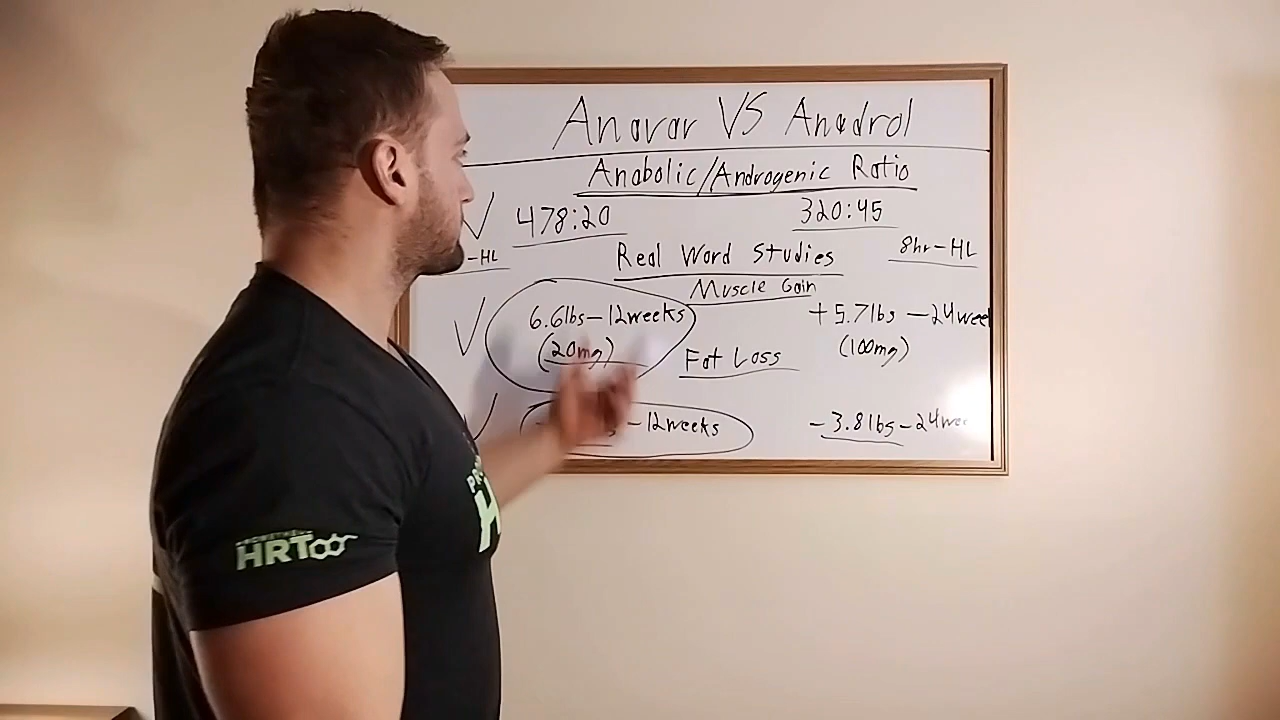 Anavar VS Anadrol
Anabolic/Androgenic Ratio
478:20
320:45
-HL
Real Word Studies
8hr-HL
Muscle Gain
6.6lbs-12weeks
+5.7lbs-24week
(20mg)
(100mg)
Fat Loss
-12weeks
-3.8lbs-24wee
HRT